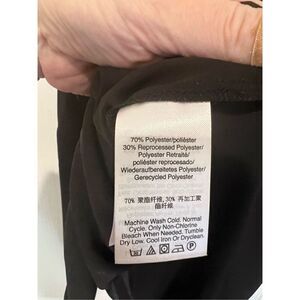 70% Polyester/poliéster
30% Reprocessed Polyester/
Polyester Retraité/
poliéster reprocesado/
Wiederaufbereitetes Polyester/
Gerecycled Polyester
70% 聚酯纤维,30% 再加工聚
酯纤维
Machine Wash Cold. Normal
Cycle. Only Non-Chlorine
Bleach When Needed. Tumble
Dry Low. Cool Iron Or Dryclean.